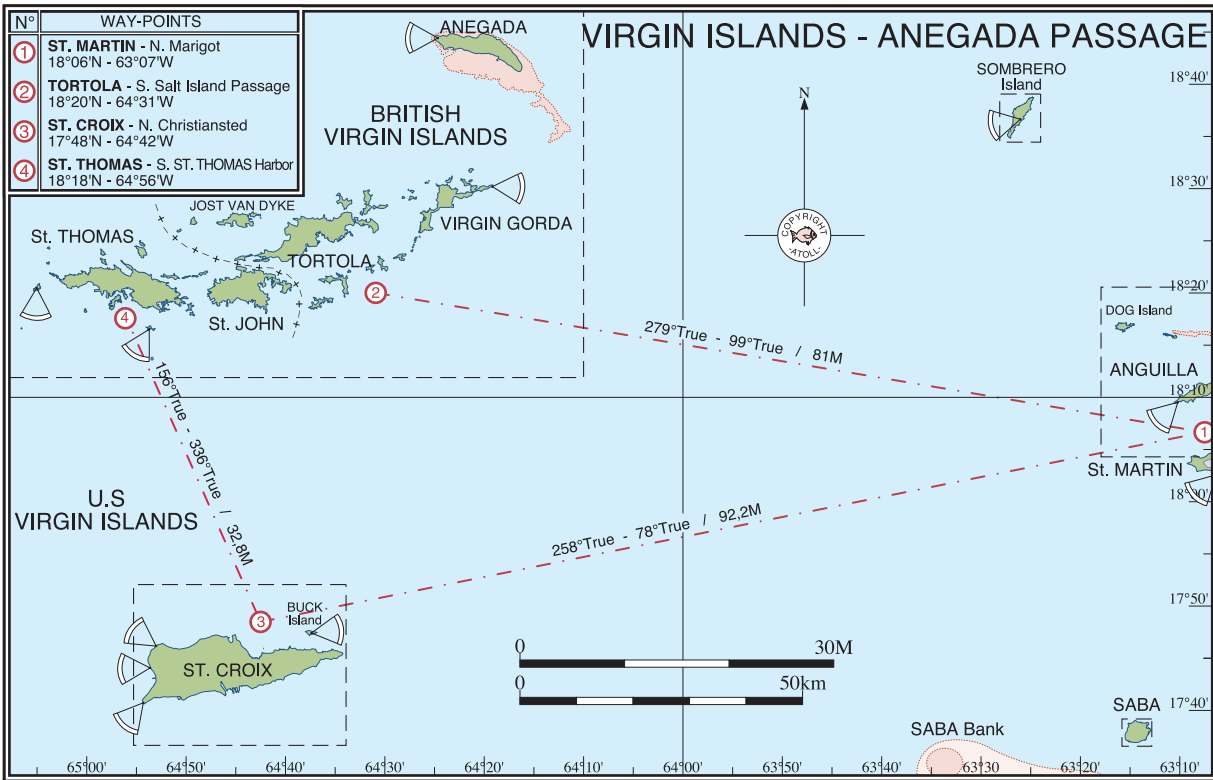 N° WAY-POINTS
1 ST. MARTIN - N. Marigot
18°06'N - 63°07'W
2 TORTOLA - S. Salt Island Passage
18°20'N - 64°31'W
3 ST. CROIX - N. Christiansted
17°48'N - 64°42'W
4 ST. THOMAS - S. ST. THOMAS Harbor
18°18'N - 64°56'W
VIRGIN ISLANDS - ANEGADA PASSAGE
ANEGADA
SOMBRERO
Island
18°40'
N
BRITISH
VIRGIN ISLANDS
18°30'
JOST VAN DYKE
VIRGIN GORDA
COPYRIGHT
-ATOLL-
St. THOMAS
TORTOLA
2
18°20'
4
St. JOHN
DOG Island
279°True - 99°True / 81M
ANGUILLA
18°10'
1
156°True - 336°True / 32,8M
St. MARTIN
18°00'
U.S
VIRGIN ISLANDS
258°True - 78°True / 92,2M
17°50'
BUCK
Island
3
0 30M
ST. CROIX
0 50km
SABA
17°40'
SABA Bank
65°00' 64°50' 64°40' 64°30' 64°20' 64°10' 64°00' 63°50' 63°30' 63°20' 63°10'